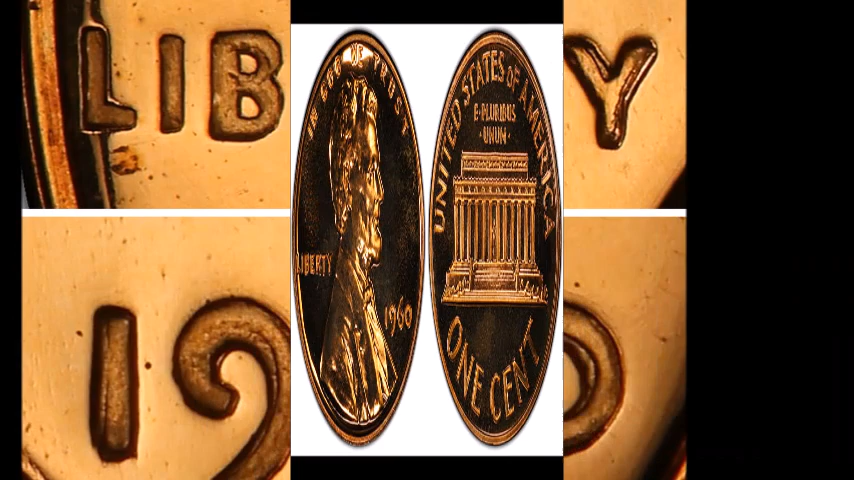 LIB
Y
IN GOD WE TRUST
LIBERTY
1960
UNITED STATES OF AMERICA
E·PLURIBUS
·UNUM·
ONE CENT
19